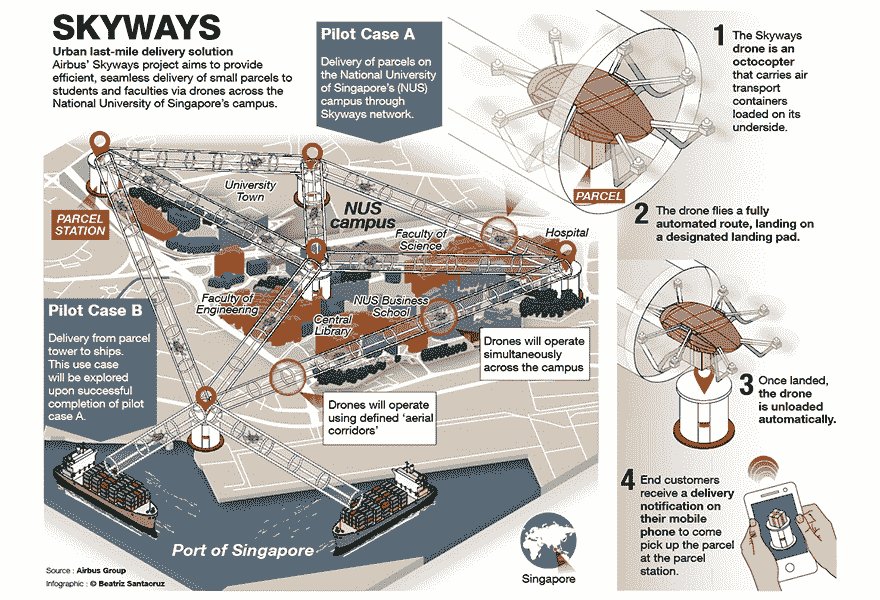 SKYWAYS
Urban last-mile delivery solution
Airbus' Skyways project aims to provide
efficient, seamless delivery of small parcels to
students and faculties via drones across the
National University of Singapore's campus.
Pilot Case A
Delivery of parcels on
the National University
of Singapore's (NUS)
campus through
Skyways network.
1
The Skyways
drone is an
octocopter
that carries air
transport
containers
loaded on its
underside.
PARCEL
2
The drone flies a fully
automated route, landing on
a designated landing pad.
PARCEL
STATION
University
Town
NUS
campus
Faculty of
Science
Hospital
Faculty of
Engineering
Central
Library
NUS Business
School
Pilot Case B
Delivery from parcel
tower to ships.
This use case
will be explored
upon successful
completion of pilot
case A.
Drones will operate
simultaneously
across the campus
Drones will operate
using defined 'aerial
corridors'
3
Once landed,
the drone
is unloaded
automatically.
4
End customers
receive a delivery
notification on
their mobile
phone to come
pick up the parcel
at the parcel
station.
Port of Singapore
Singapore
Source : Airbus Group
Infographic : © Beatriz Santacruz